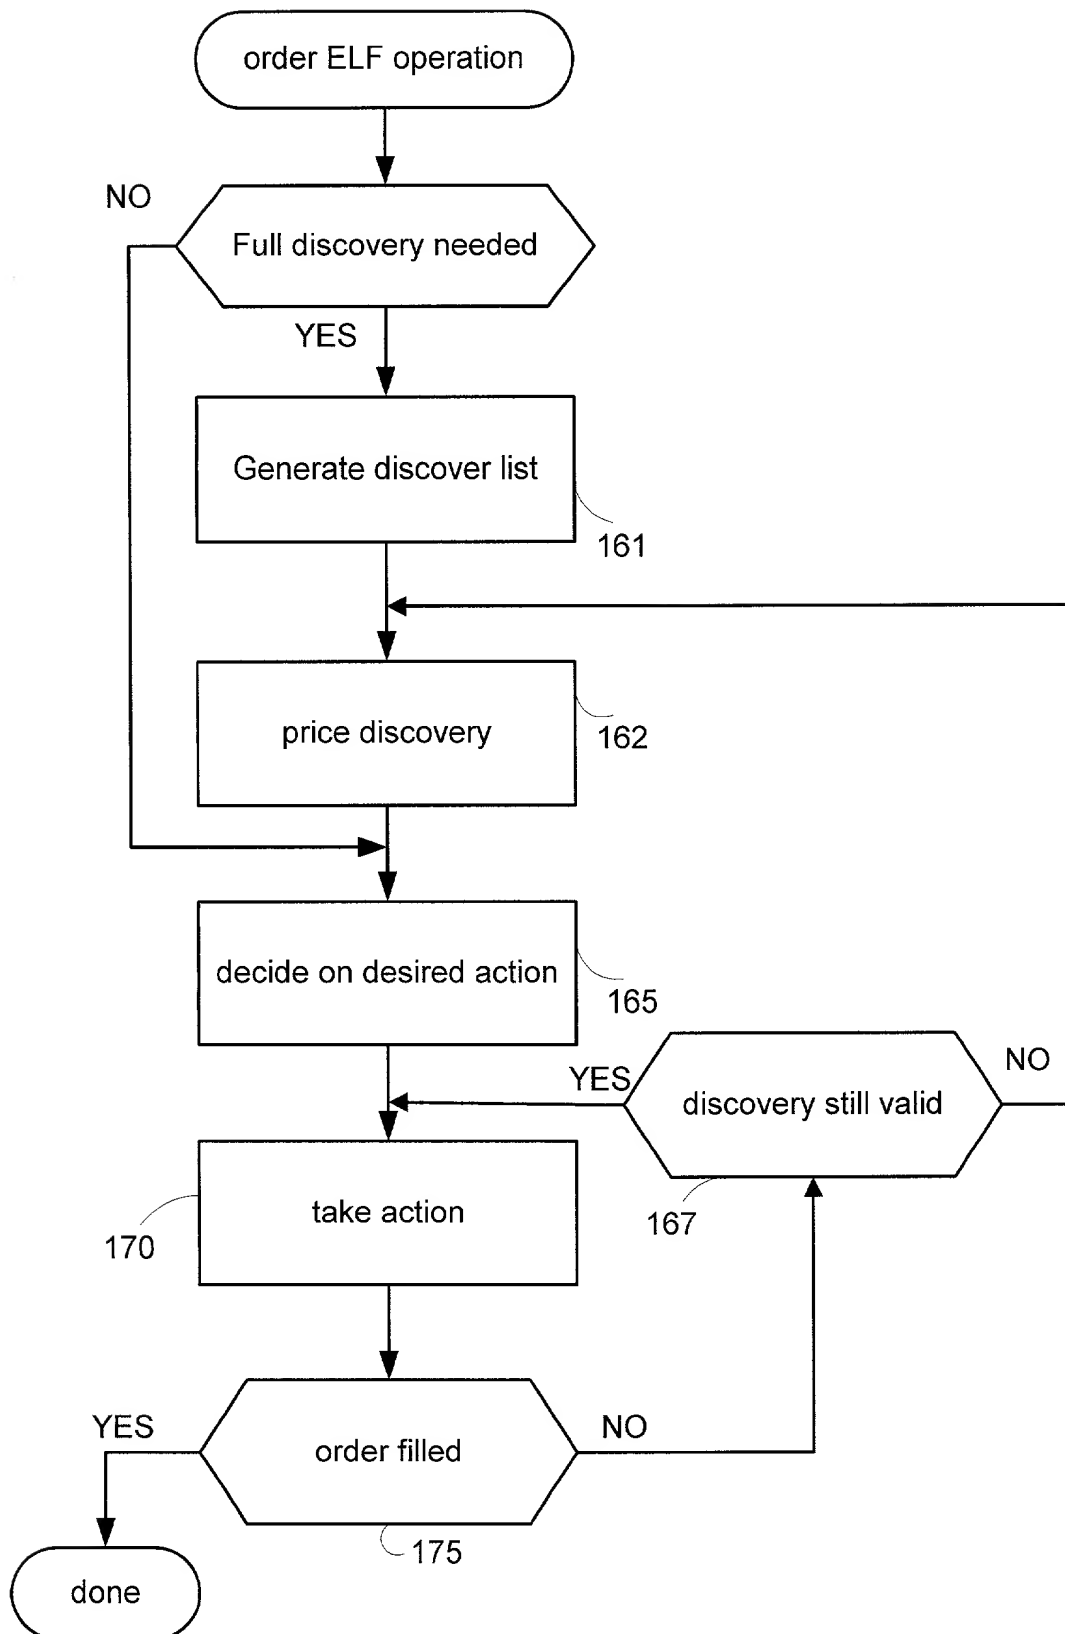 order ELF operation
NO
Full discovery needed
YES
Generate discover list
161
price discovery
162
decide on desired action
165
YES
discovery still valid
NO
take action
170
167
YES
order filled
NO
175
done